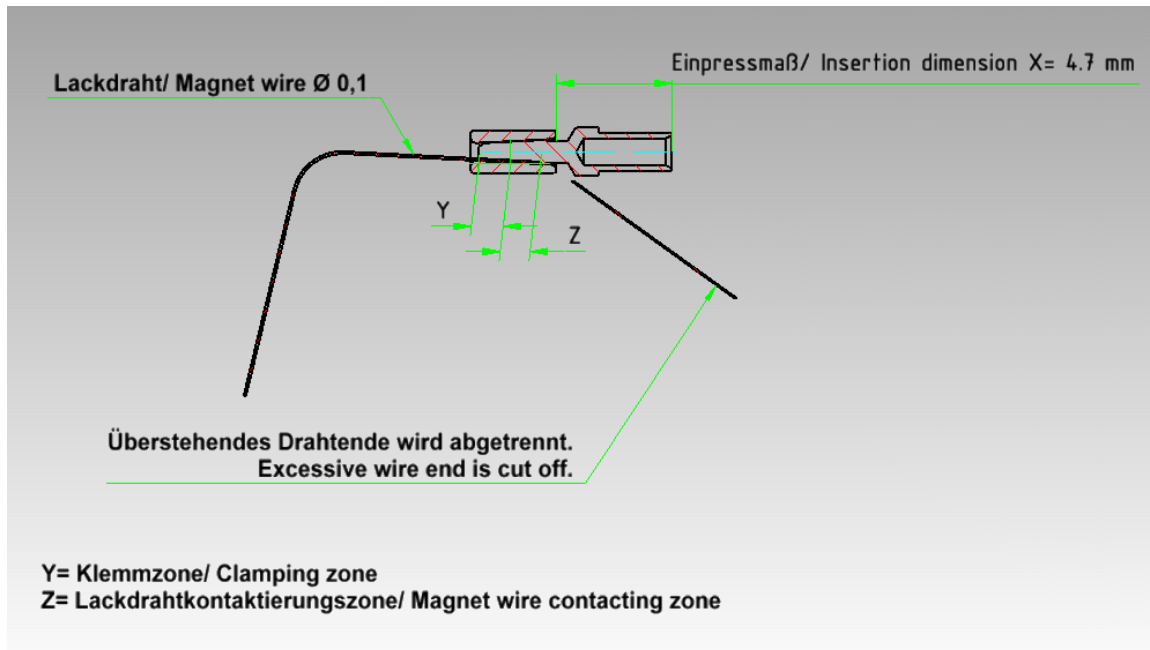 Einpressmaß/ Insertion dimension X= 4.7 mm
Lackdraht/ Magnet wire Ø 0,1
Y
Z
Überstehendes Drahtende wird abgetrennt.
Excessive wire end is cut off.
Y= Klemmzone/ Clamping zone
Z= Lackdrahtkontaktierungszone/ Magnet wire contacting zone